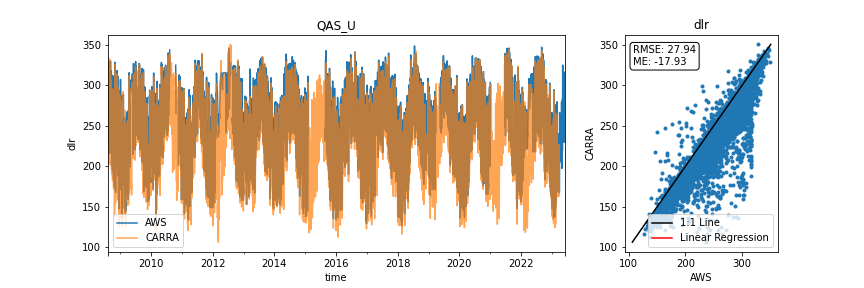 QAS_U
dlr
350
300
250
200
150
100
dlr
AWS
CARRA
2010
2012
2014
2016
2018
2020
2022
time
dlr
RMSE: 27.94
ME: -17.93
350
300
250
200
150
100
CARRA
1:1 Line
Linear Regression
100
200
300
AWS